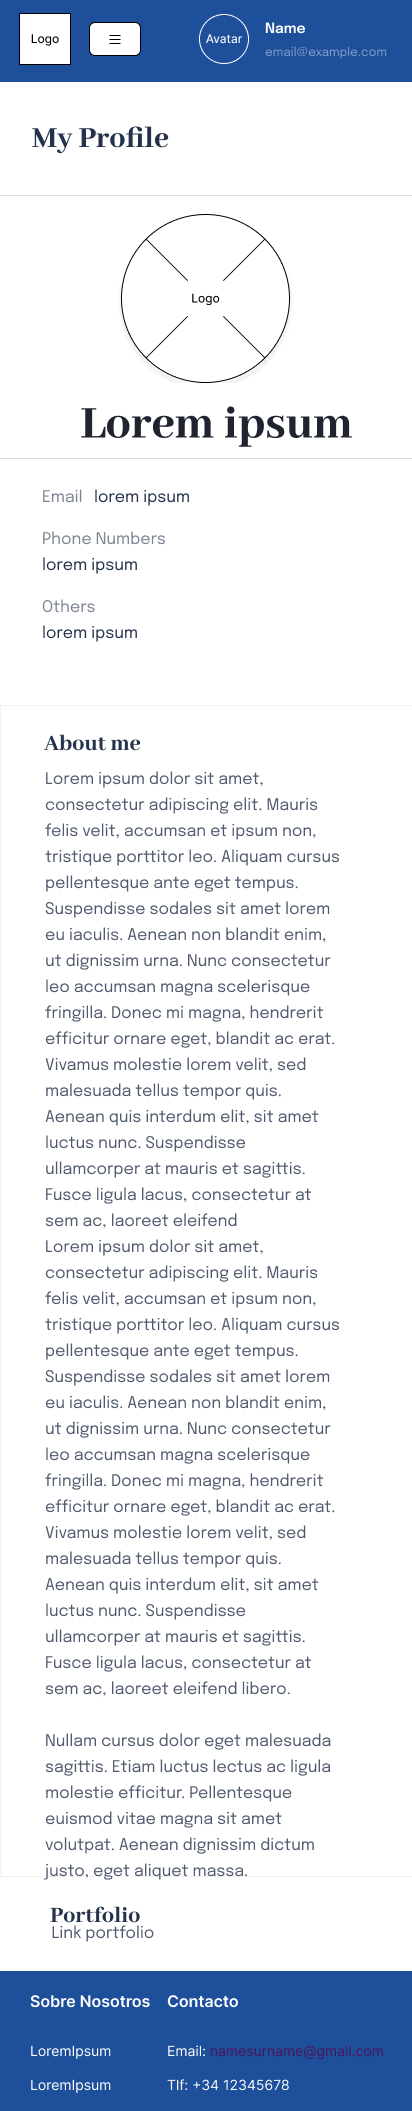 Logo
Avatar
Name
email@example.com
My Profile
Logo
Lorem ipsum
Email lorem ipsum
Phone Numbers
lorem ipsum
Others
lorem ipsum
About me
Lorem ipsum dolor sit amet,
consectetur adipiscing elit. Mauris
felis velit, accumsan et ipsum non,
tristique porttitor leo. Aliquam cursus
pellentesque ante eget tempus.
Suspendisse sodales sit amet lorem
eu iaculis. Aenean non blandit enim,
ut dignissim urna. Nunc consectetur
leo accumsan magna scelerisque
fringilla. Donec mi magna, hendrerit
efficitur ornare eget, blandit ac erat.
Vivamus molestie lorem velit, sed
malesuada tellus tempor quis.
Aenean quis interdum elit, sit amet
luctus nunc. Suspendisse
ullamcorper at mauris et sagittis.
Fusce ligula lacus, consectetur at
sem ac, laoreet eleifend
Lorem ipsum dolor sit amet,
consectetur adipiscing elit. Mauris
felis velit, accumsan et ipsum non,
tristique porttitor leo. Aliquam cursus
pellentesque ante eget tempus.
Suspendisse sodales sit amet lorem
eu iaculis. Aenean non blandit enim,
ut dignissim urna. Nunc consectetur
leo accumsan magna scelerisque
fringilla. Donec mi magna, hendrerit
efficitur ornare eget, blandit ac erat.
Vivamus molestie lorem velit, sed
malesuada tellus tempor quis.
Aenean quis interdum elit, sit amet
luctus nunc. Suspendisse
ullamcorper at mauris et sagittis.
Fusce ligula lacus, consectetur at
sem ac, laoreet eleifend libero.
Nullam cursus dolor eget malesuada
sagittis. Etiam luctus lectus ac ligula
molestie efficitur. Pellentesque
euismod vitae magna sit amet
volutpat. Aenean dignissim dictum
justo, eget aliquet massa.
Portfolio
Link portfolio
Sobre Nosotros
LoremIpsum
LoremIpsum
Contacto
Email: namesurname@gmail.com
Tlf: +34 12345678